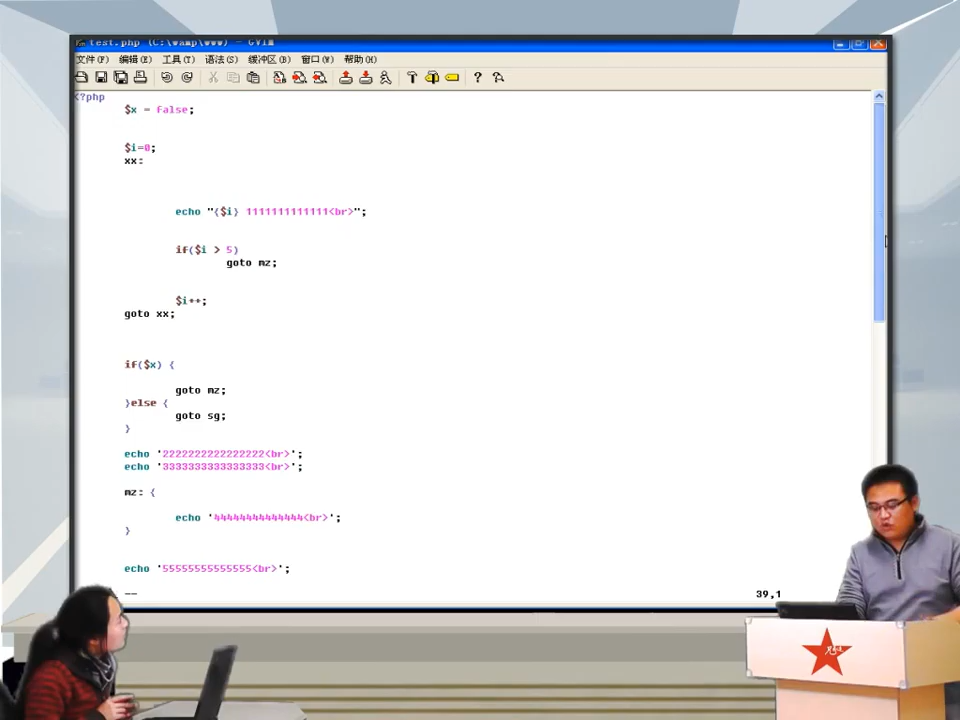 test.php (C:\wamp\www) - GVIM
文件(F) 编辑(E) 工具(T) 语法(S) 缓冲区(B) 窗口(W) 帮助(H)
<?php
$x = false;
$i=0;
xx:
echo "{$i} 1111111111111<br>";
if($i > 5)
goto mz;
$i++;
goto xx;
if($x) {
goto mz;
}else {
goto sg;
}
echo '2222222222222222<br>';
echo '3333333333333333<br>';
mz: {
echo '44444444444444<br>';
}
echo '55555555555555<br>';
--
39,1